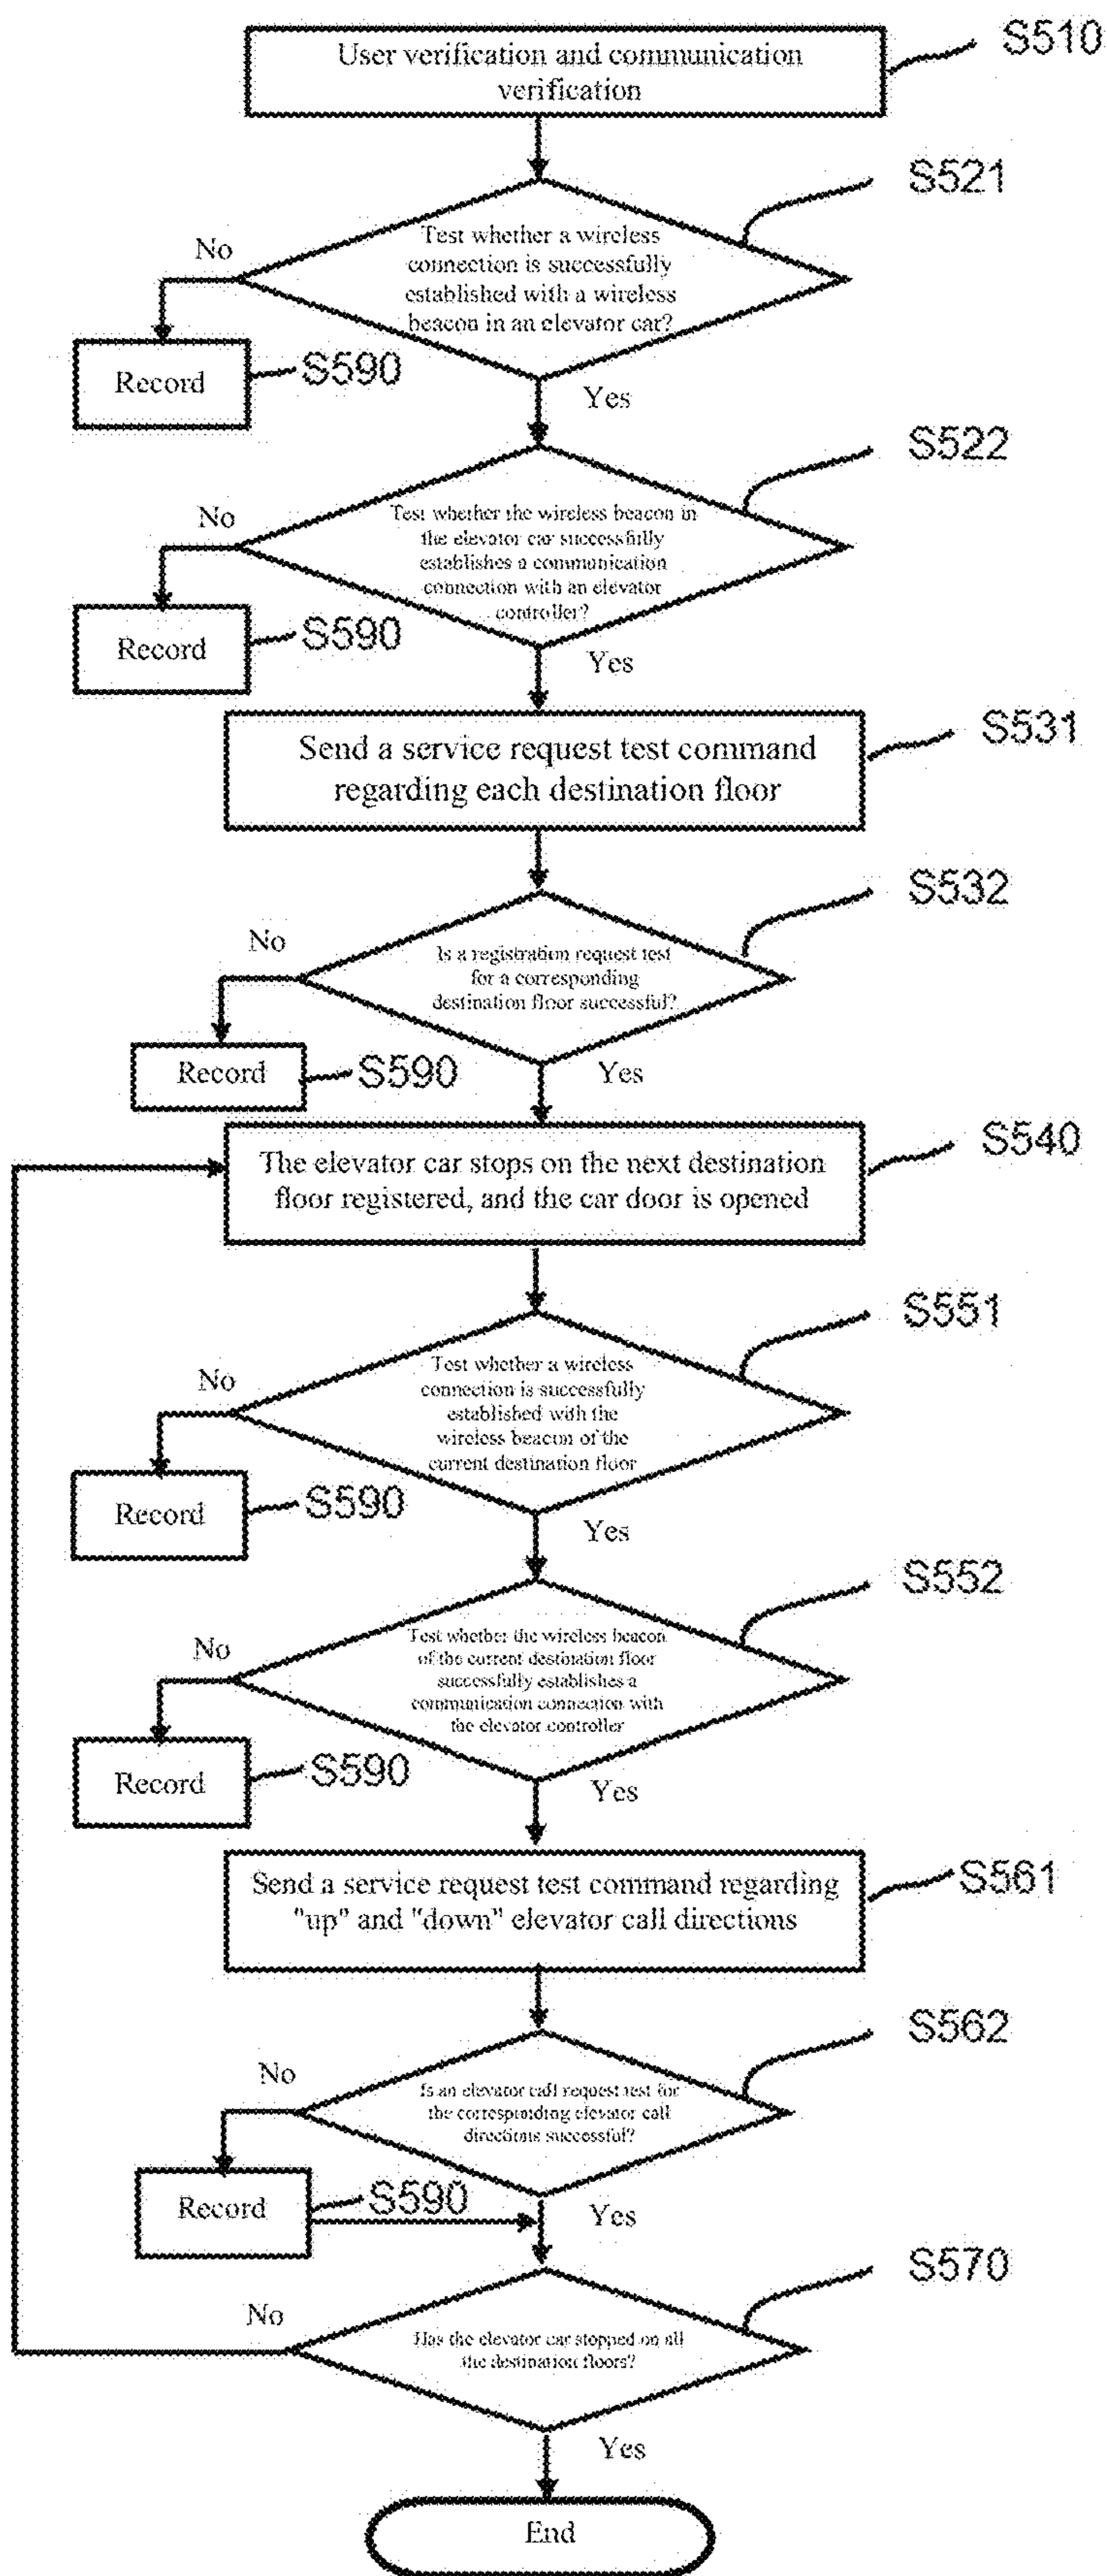 User verification and communication
verification
S510
S521
Test whether a wireless
connection is successfully
established with a wireless
beacon in an elevator car?
No
Record
S590
Yes
S522
Test whether the wireless beacon in
the elevator car successfully
establishes a communication
connection with an elevator
controller?
No
Record
S590
Yes
Send a service request test command
regarding each destination floor
S531
S532
Is a registration request test
for a corresponding
destination floor successful?
No
Record
S590
Yes
The elevator car stops on the next destination
floor registered, and the car door is opened
S540
S551
Test whether a wireless
connection is successfully
established with the
wireless beacon of the
current destination floor
No
Record
S590
Yes
S552
Test whether the wireless beacon
of the current destination floor
successfully establishes a
communication connection with
the elevator controller
No
Record
S590
Yes
Send a service request test command regarding
"up" and "down" elevator call directions
S561
S562
Is an elevator call request test for
the corresponding elevator call
directions successful?
No
Record
S590
Yes
S570
Has the elevator car stopped on all
the destination floors?
No
Yes
End